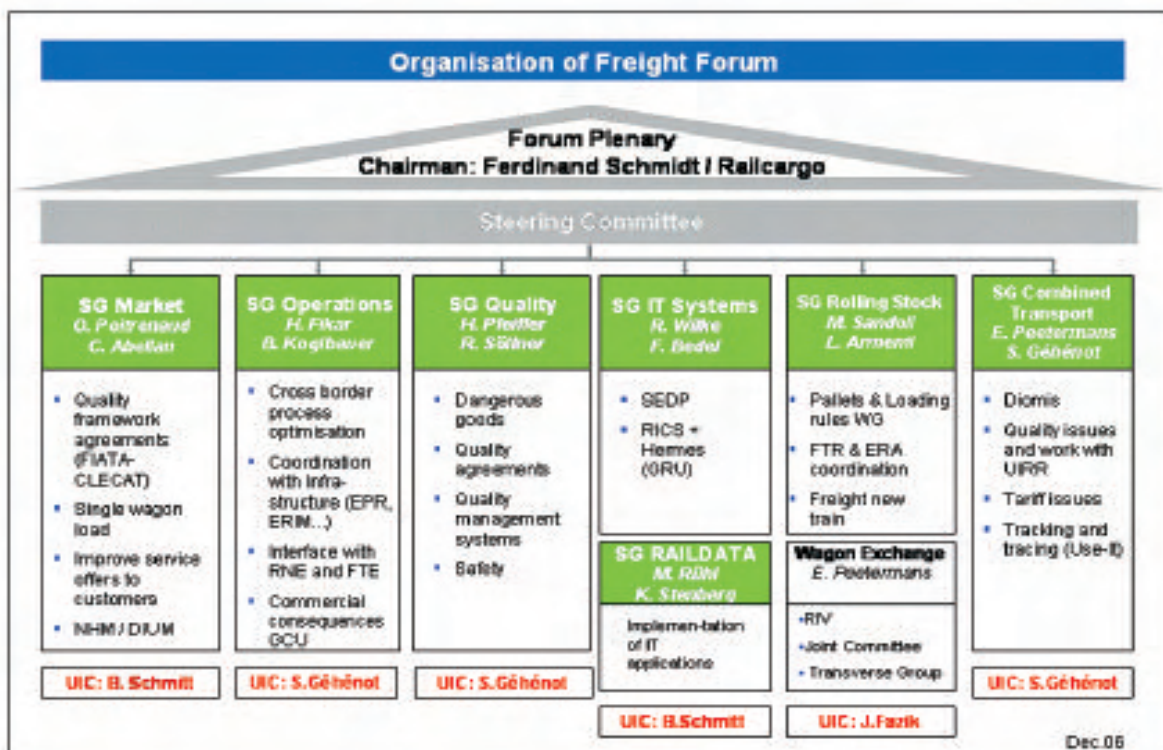 Organisation of Freight Forum
Forum Plenary
Chairman: Ferdinand Schmidt / Railcargo
Steering Committee
SG Market
O. Poitrenaud
C. Abellan
• Quality
framework
agreements
(FIATA-
CLECAT)
• Single wagon
load
• Improve service
offers to
customers
• NHM / DIUM
UIC: B. Schmitt
SG Operations
H. Fikar
B. Koglbauer
• Cross border
process
optimisation
• Coordination
with Infra-
structure (EPR,
ERIM...)
• Interface with
RNE and FTE
• Commercial
consequences
GCU
UIC: S.Géhénot
SG Quality
H. Pfeiffer
R. Söllner
• Dangerous
goods
• Quality
agreements
• Quality
management
systems
• Safety
UIC: S.Géhénot
SG IT Systems
R. Wilke
F. Bedel
• SEDP
• RICS +
Hermes
(GRU)
SG RAILDATA
M. Rühl
K. Stenberg
Implemen-tation
of IT
applications
UIC: B.Schmitt
SG Rolling Stock
M. Sandoli
L. Armenti
• Pallets & Loading
rules WG
• FTR & ERA
coordination
• Freight new
train
Wagon Exchange
E. Peetermans
•RIV
•Joint Committee
•Transverse Group
UIC: J.Fazik
SG Combined
Transport
E. Peetermans
S. Géhénot
• Diomis
• Quality issues
and work with
UIRR
• Tariff issues
• Tracking and
tracing (Use-It)
UIC: S.Géhénot
Dec.06